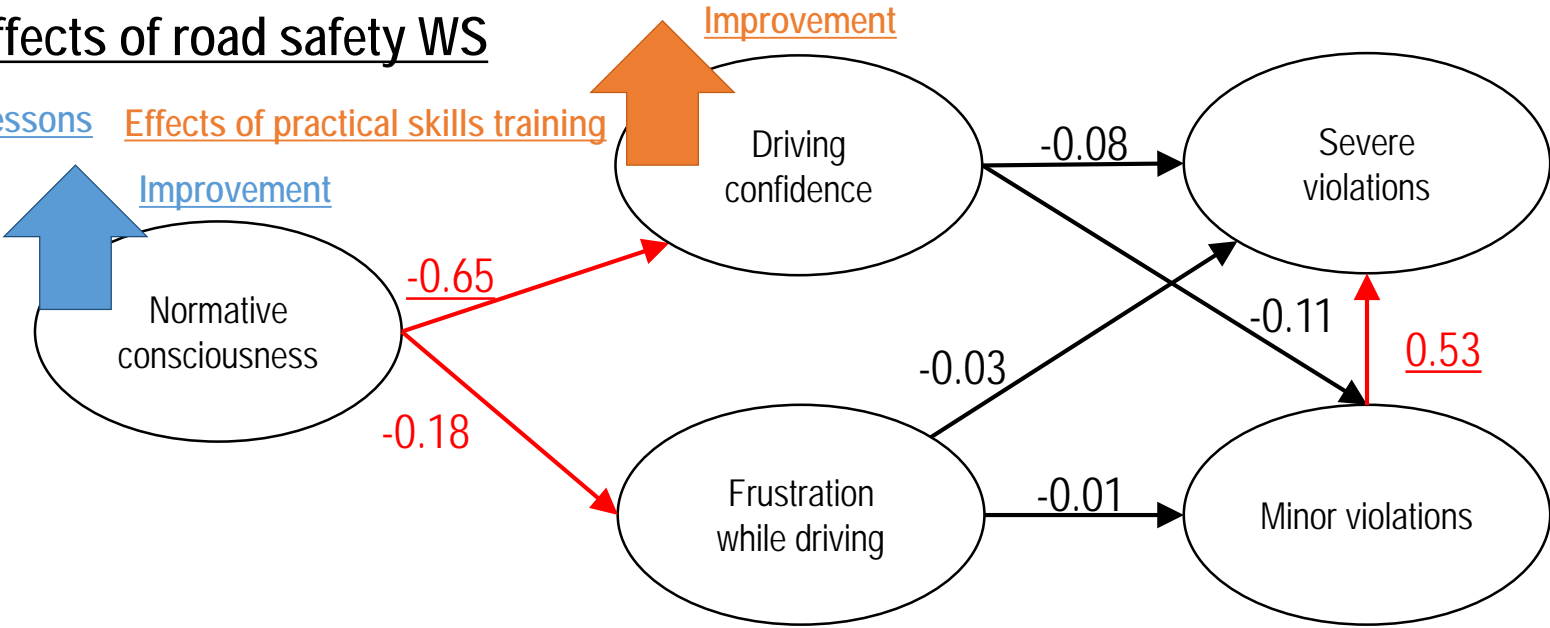 ffects of road safety WS
Improvement
essons
Effects of practical skills training
Improvement
Driving
confidence
-0.08
Severe
violations
Normative
consciousness
-0.65
-0.11
0.53
-0.03
-0.18
Frustration
while driving
-0.01
Minor violations